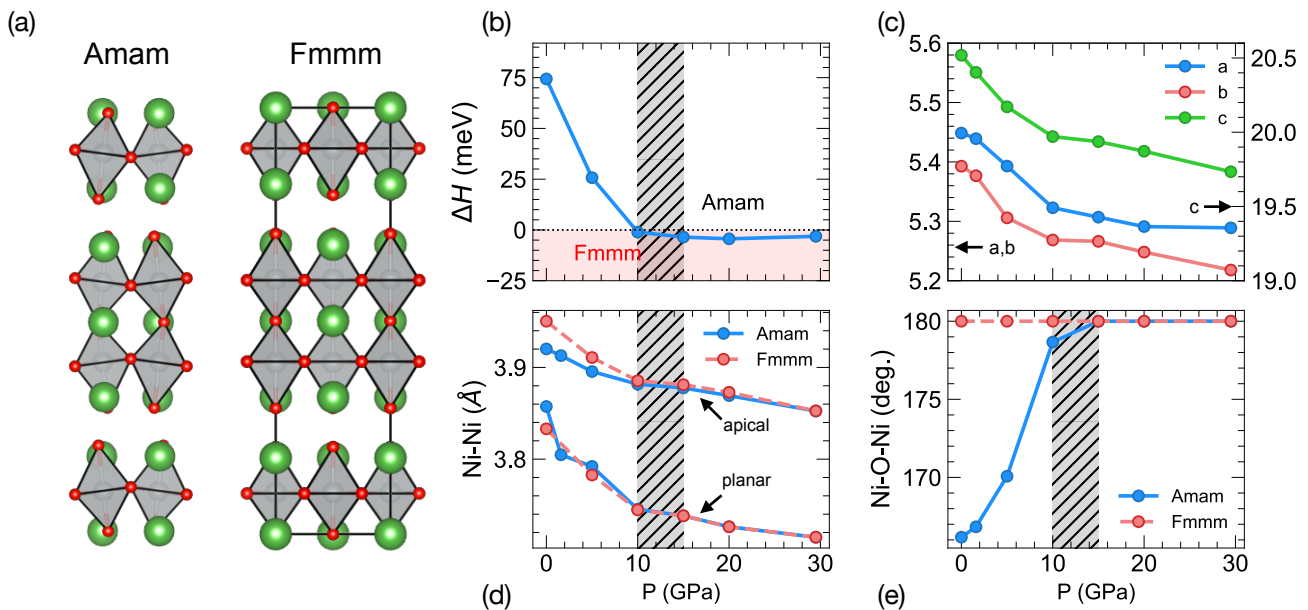 (a)
Amam
Fmmm
(b)
75
50
25
0
−25
ΔH (meV)
Amam
Fmmm
(c)
5.6
5.5
5.4
5.3
5.2
20.5
20.0
19.5
19.0
a
b
c
c
a,b
3.9
3.8
Ni-Ni (Å)
Amam
Fmmm
apical
planar
0 10 20 30
P (GPa)
(d)
180
170
Ni-O-Ni (deg.)
Amam
Fmmm
0 10 20 30
P (GPa)
(e)